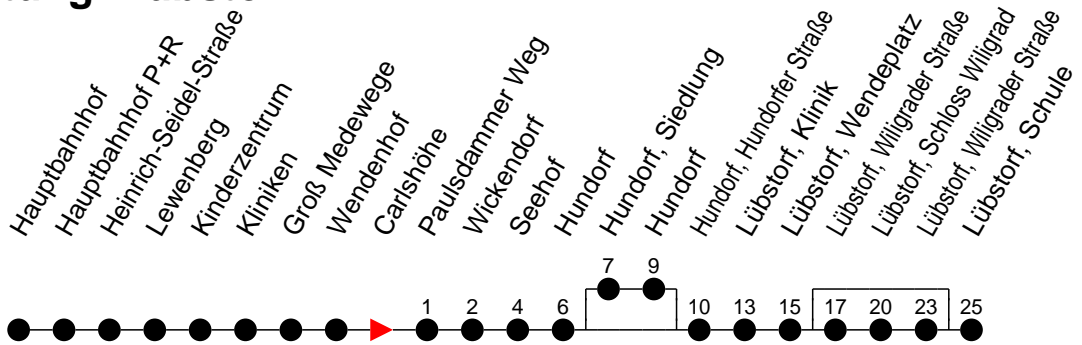 Hauptbahnhof
Hauptbahnhof P+R
Heinrich-Seidel-Straße
Lewenberg
Kinderzentrum
Kliniken
Groß Medewege
Wendenhof
Carlshöhe
Paulsdammer Weg
Wickendorf
Seehof
Hundorf
Hundorf, Siedlung
Hundorf
Hundorf, Hundorfer Straße
Lübstorf, Klinik
Lübstorf, Wendeplatz
Lübstorf, Wiligrader Straße
Lübstorf, Schloss Wiligrad
Lübstorf, Wiligrader Straße
Lübstorf, Schule
7 9
1 2 4 6 10 13 15 17 20 23 25